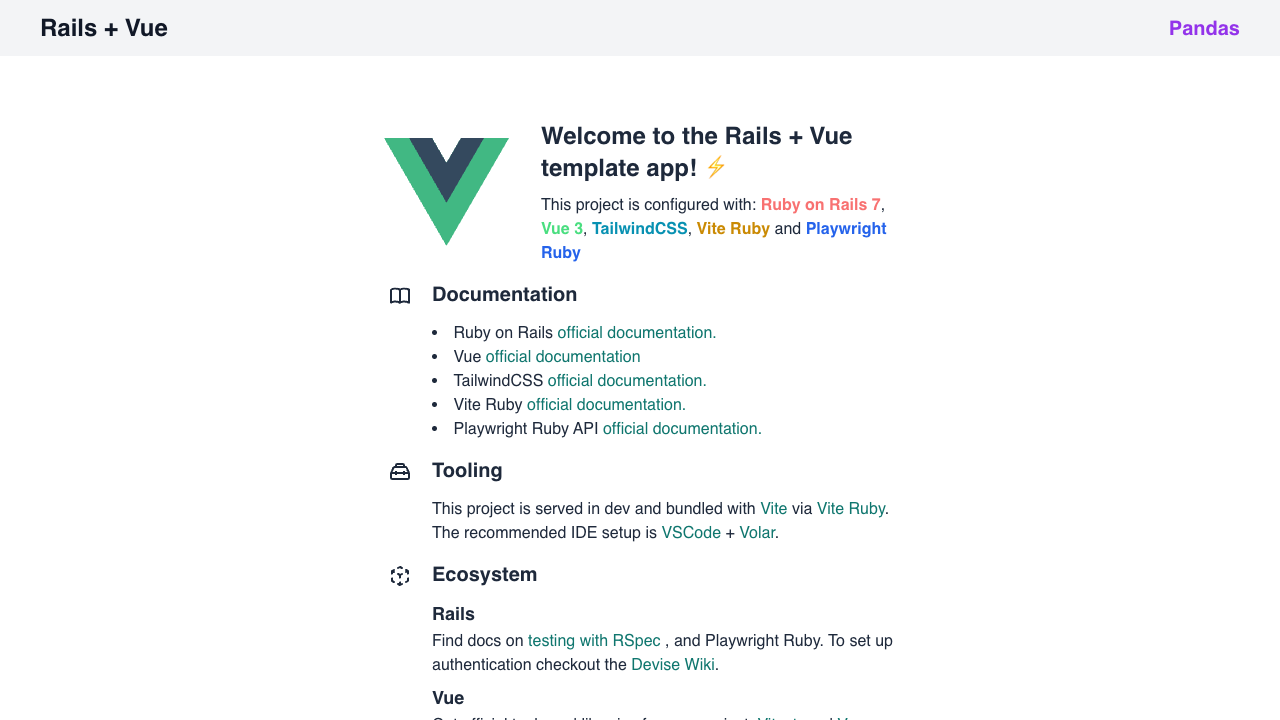 Rails + Vue
Pandas
Welcome to the Rails + Vue
template app! ⚡
This project is configured with: Ruby on Rails 7,
Vue 3, TailwindCSS, Vite Ruby and Playwright
Ruby
Documentation
• Ruby on Rails official documentation.
• Vue official documentation
• TailwindCSS official documentation.
• Vite Ruby official documentation.
• Playwright Ruby API official documentation.
Tooling
This project is served in dev and bundled with Vite via Vite Ruby.
The recommended IDE setup is VSCode + Volar.
Ecosystem
Rails
Find docs on testing with RSpec , and Playwright Ruby. To set up
authentication checkout the Devise Wiki.
Vue